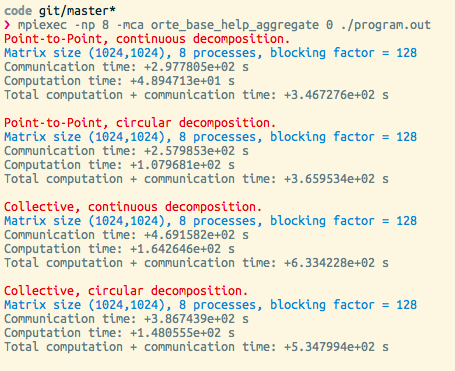 code git/master*
❯ mpiexec -np 8 -mca orte_base_help_aggregate 0 ./program.out
Point-to-Point, continuous decomposition.
Matrix size (1024,1024), 8 processes, blocking factor = 128
Communication time: +2.977805e+02 s
Computation time: +4.894713e+01 s
Total computation + communication time: +3.467276e+02 s

Point-to-Point, circular decomposition.
Matrix size (1024,1024), 8 processes, blocking factor = 128
Communication time: +2.579853e+02 s
Computation time: +1.079681e+02 s
Total computation + communication time: +3.659534e+02 s

Collective, continuous decomposition.
Matrix size (1024,1024), 8 processes, blocking factor = 128
Communication time: +4.691582e+02 s
Computation time: +1.642646e+02 s
Total computation + communication time: +6.334228e+02 s

Collective, circular decomposition.
Matrix size (1024,1024), 8 processes, blocking factor = 128
Communication time: +3.867439e+02 s
Computation time: +1.480555e+02 s
Total computation + communication time: +5.347994e+02 s